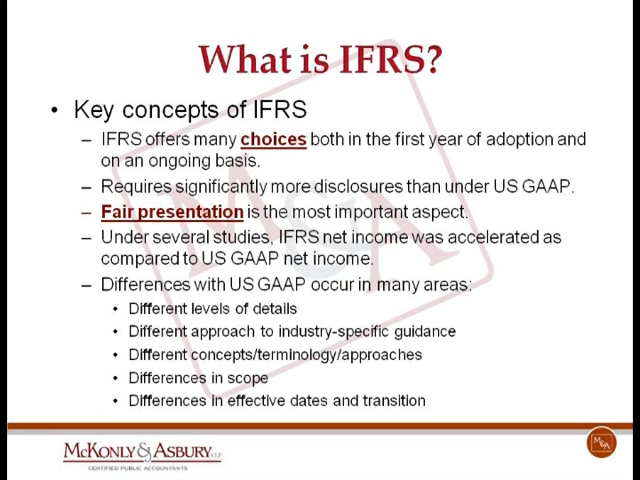 What is IFRS?
• Key concepts of IFRS
– IFRS offers many choices both in the first year of adoption and
on an ongoing basis.
– Requires significantly more disclosures than under US GAAP.
– Fair presentation is the most important aspect.
– Under several studies, IFRS net income was accelerated as
compared to US GAAP net income.
– Differences with US GAAP occur in many areas:
• Different levels of details
• Different approach to industry-specific guidance
• Different concepts/terminology/approaches
• Differences in scope
• Differences in effective dates and transition
M&A
McKonly & Asbury LLP
CERTIFIED PUBLIC ACCOUNTANTS
M&A